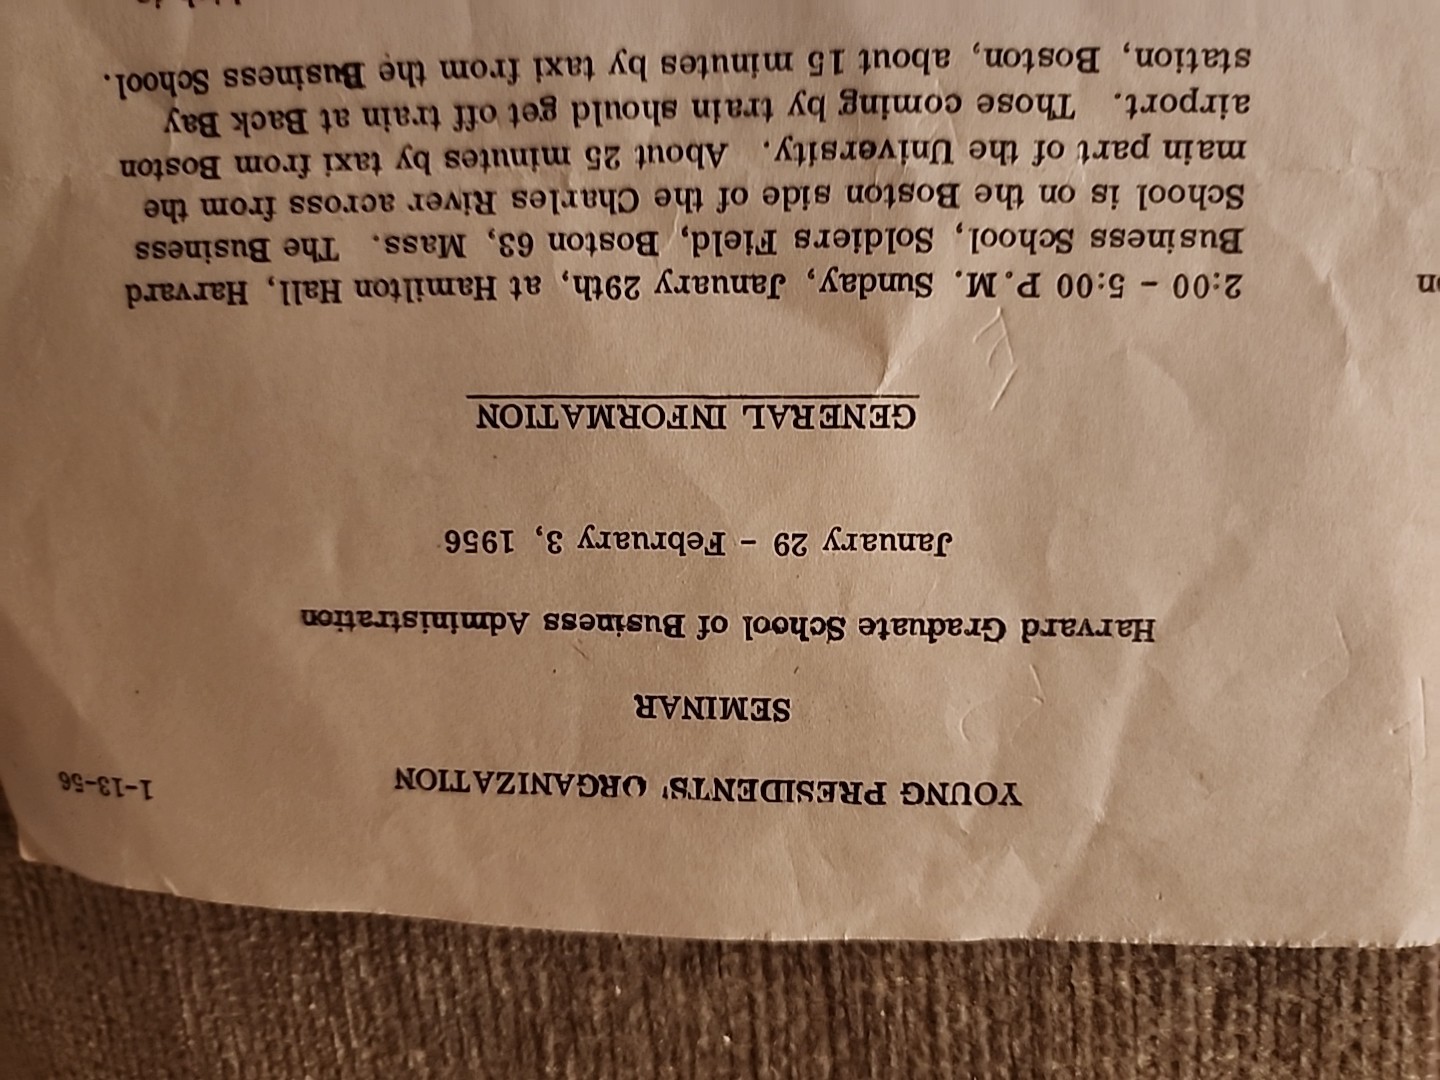 1-13-56
YOUNG PRESIDENTS' ORGANIZATION
SEMINAR
Harvard Graduate School of Business Administration
January 29 - February 3, 1956
GENERAL INFORMATION
2:00 - 5:00 P.M. Sunday, January 29th, at Hamilton Hall, Harvard
Business School, Soldiers Field, Boston 63, Mass. The Business
School is on the Boston side of the Charles River across from the
main part of the University. About 25 minutes by taxi from Boston
airport. Those coming by train should get off train at Back Bay
station, Boston, about 15 minutes by taxi from the Business School.